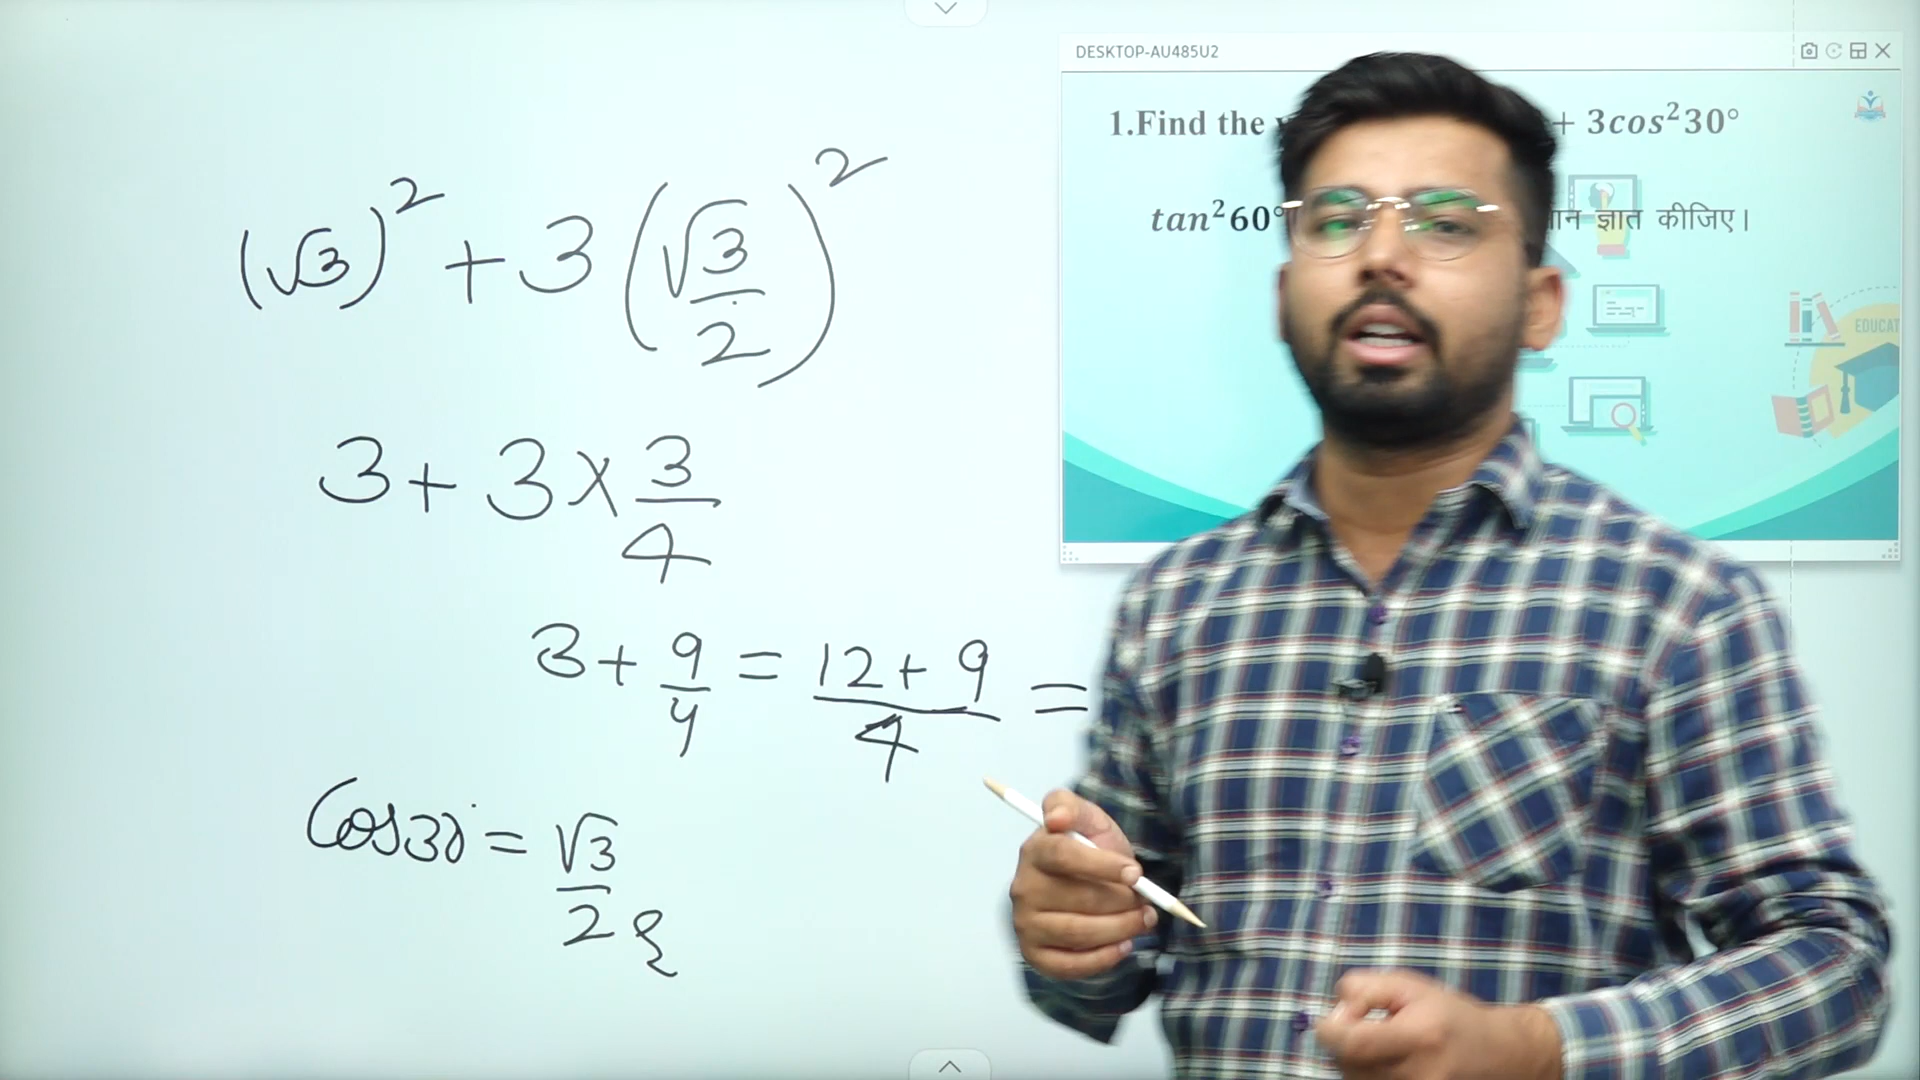 DESKTOP-AU485U2
1.Find the + 3cos²30°
tan²60° ज्ञात कीजिए।
EDUCAT
(√3)² + 3(√3/2)²
3 + 3 × 3/4
3 + 9/4 = 12 + 9/4 =
Cos30° = √3/2